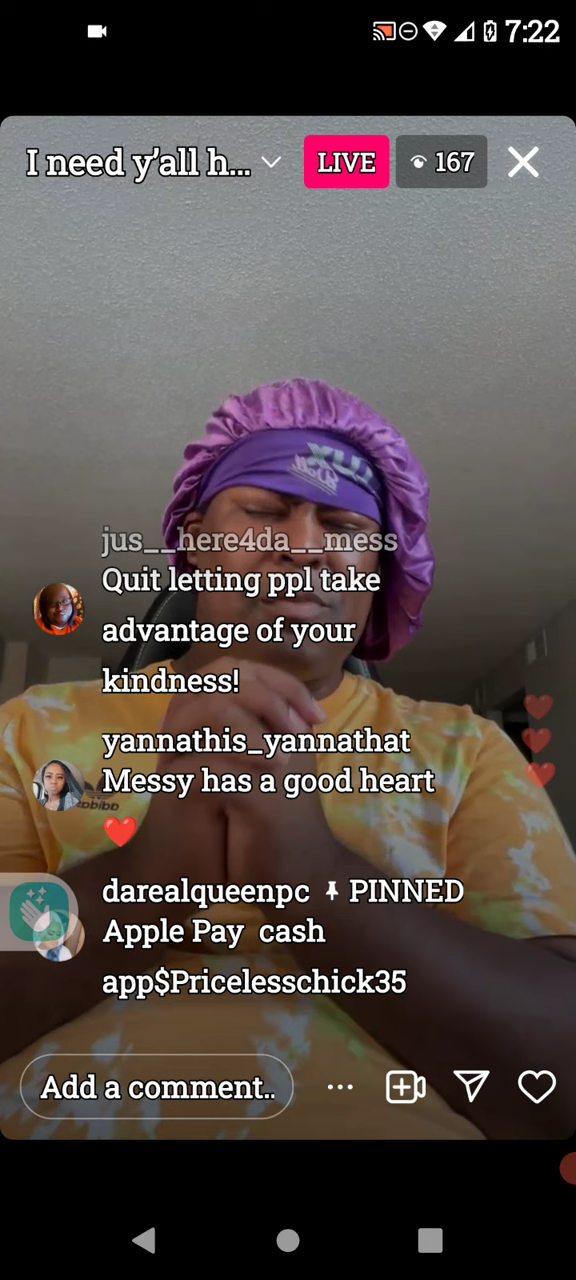 7:22
I need y'all h...
LIVE
167
jus__here4da__mess
Quit letting ppl take
advantage of your
kindness!
yannathis_yannathat
Messy has a good heart
❤️
darealqueenpc PINNED
Apple Pay cash
app$Pricelesschick35
Add a comment..